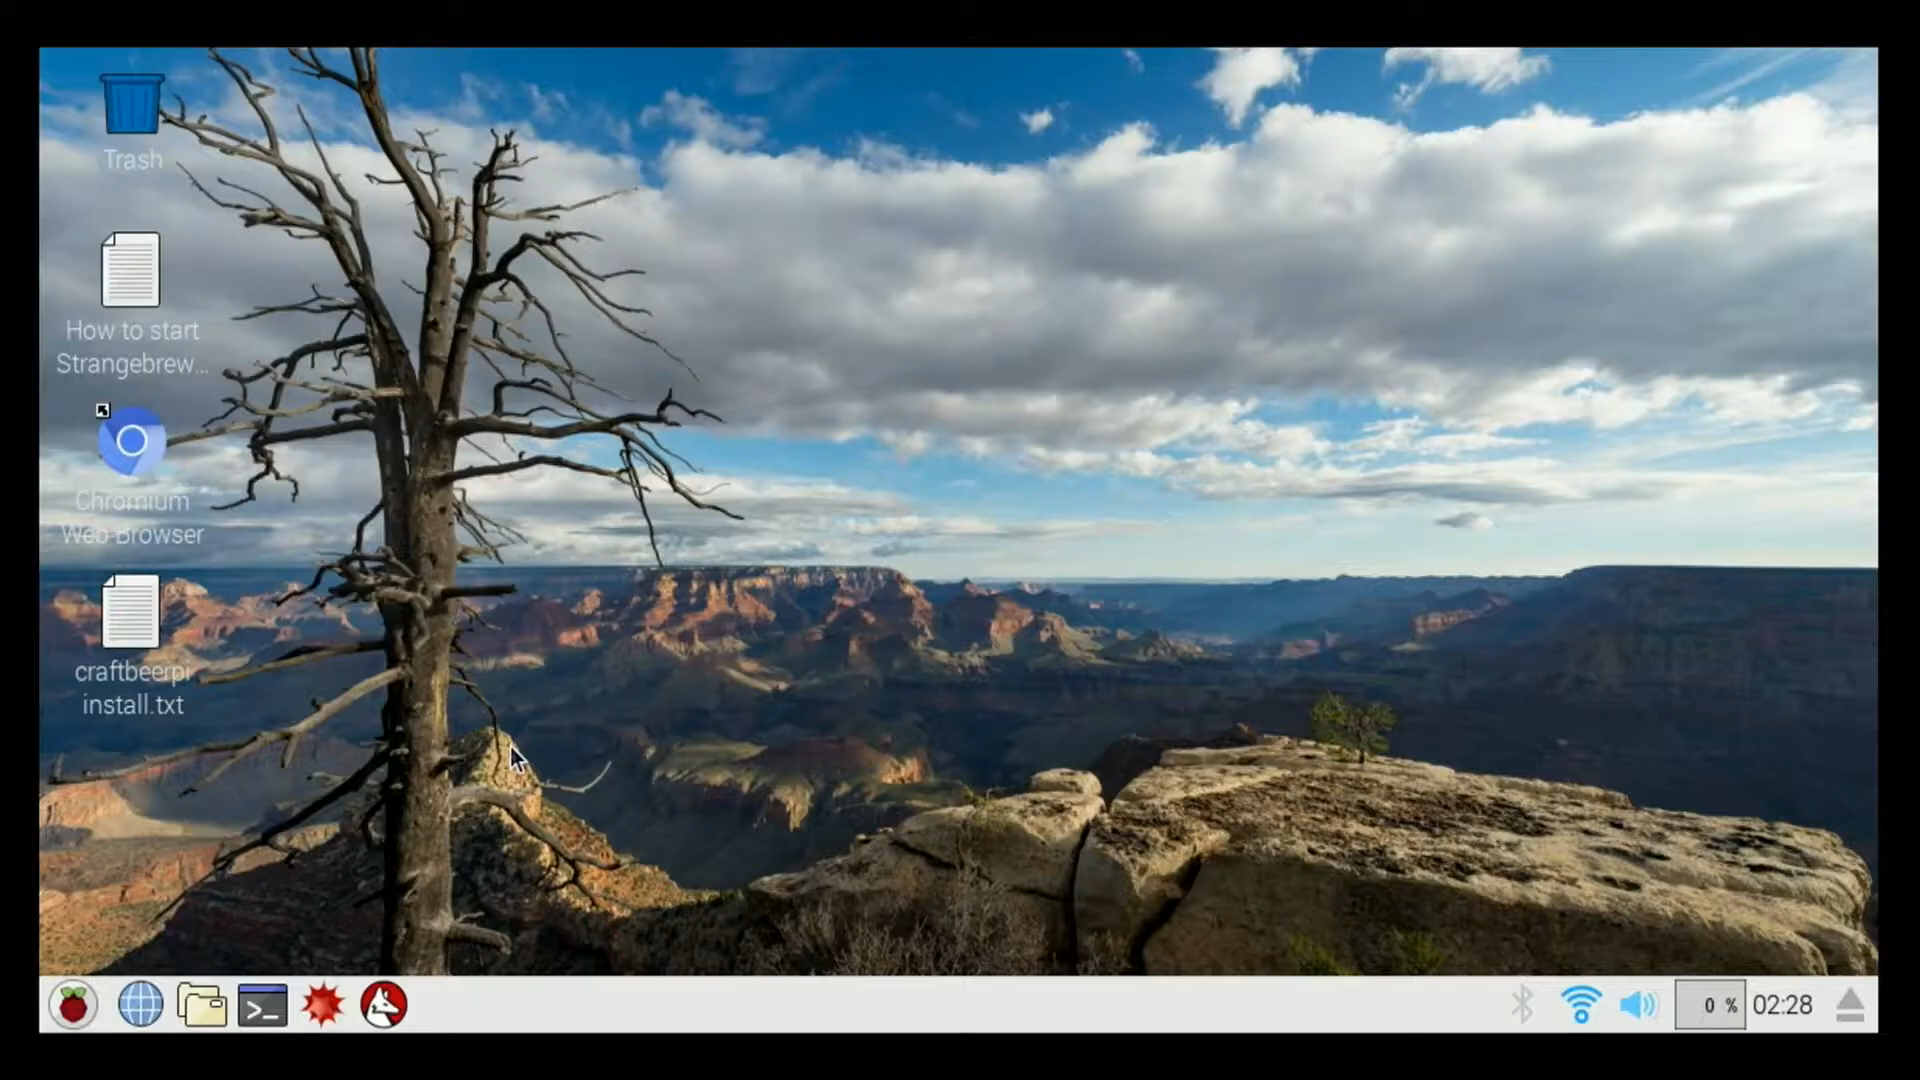 Trash
How to start
Strangebrew...
Chromium
Web Browser
craftbeerpi
install.txt
>_
0 %
02:28